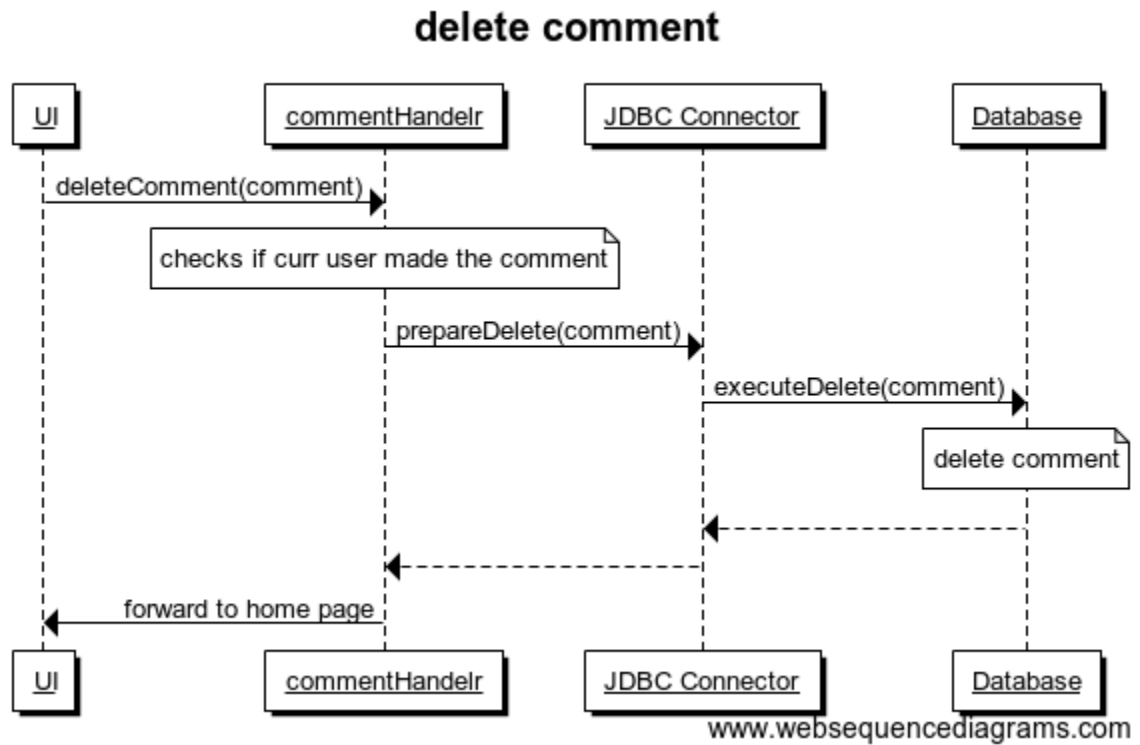 delete comment
UI
commentHandelr
JDBC Connector
Database
deleteComment(comment)
checks if curr user made the comment
prepareDelete(comment)
executeDelete(comment)
delete comment
forward to home page
UI
commentHandelr
JDBC Connector
Database
www.websequencediagrams.com